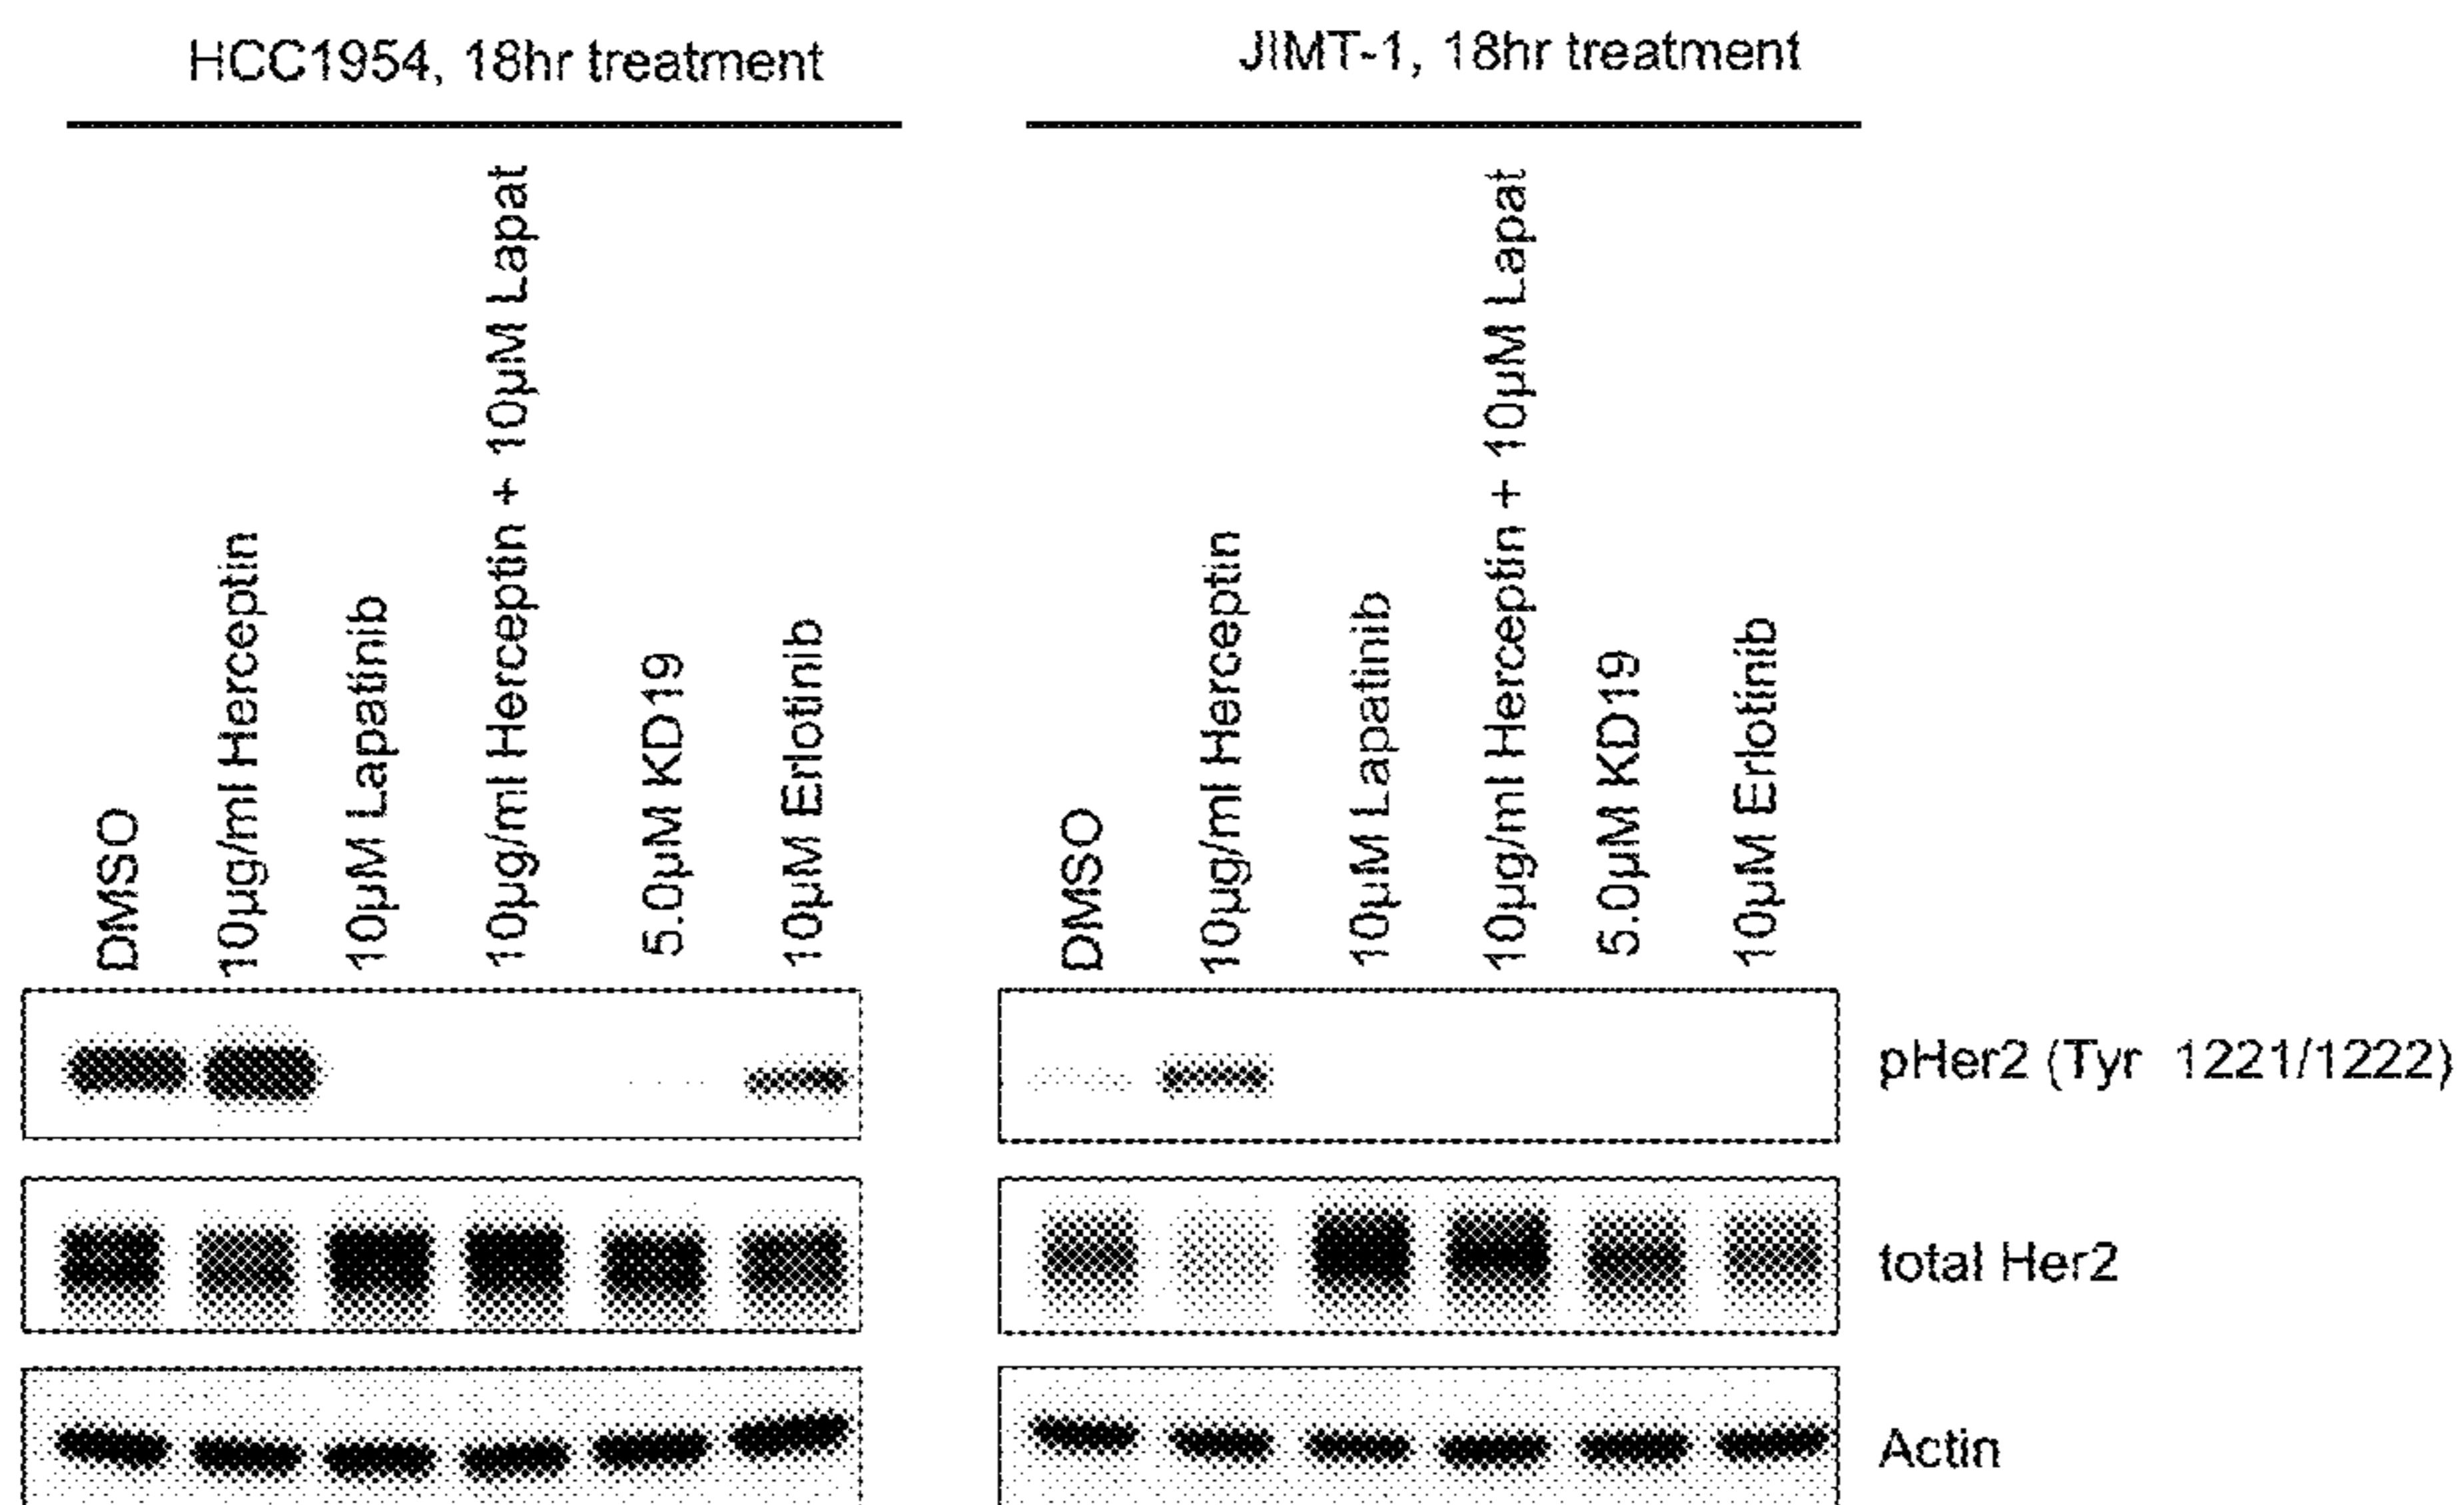 HCC1954, 18hr treatment
DMSO
10µg/ml Herceptin
10µM Lapatinib
10µg/ml Herceptin + 10µM Lapat
5.0µM KD19
10µM Erlotinib
JIMT-1, 18hr treatment
DMSO
10µg/ml Herceptin
10µM Lapatinib
10µg/ml Herceptin + 10µM Lapat
5.0µM KD19
10µM Erlotinib
pHer2 (Tyr 1221/1222)
total Her2
Actin